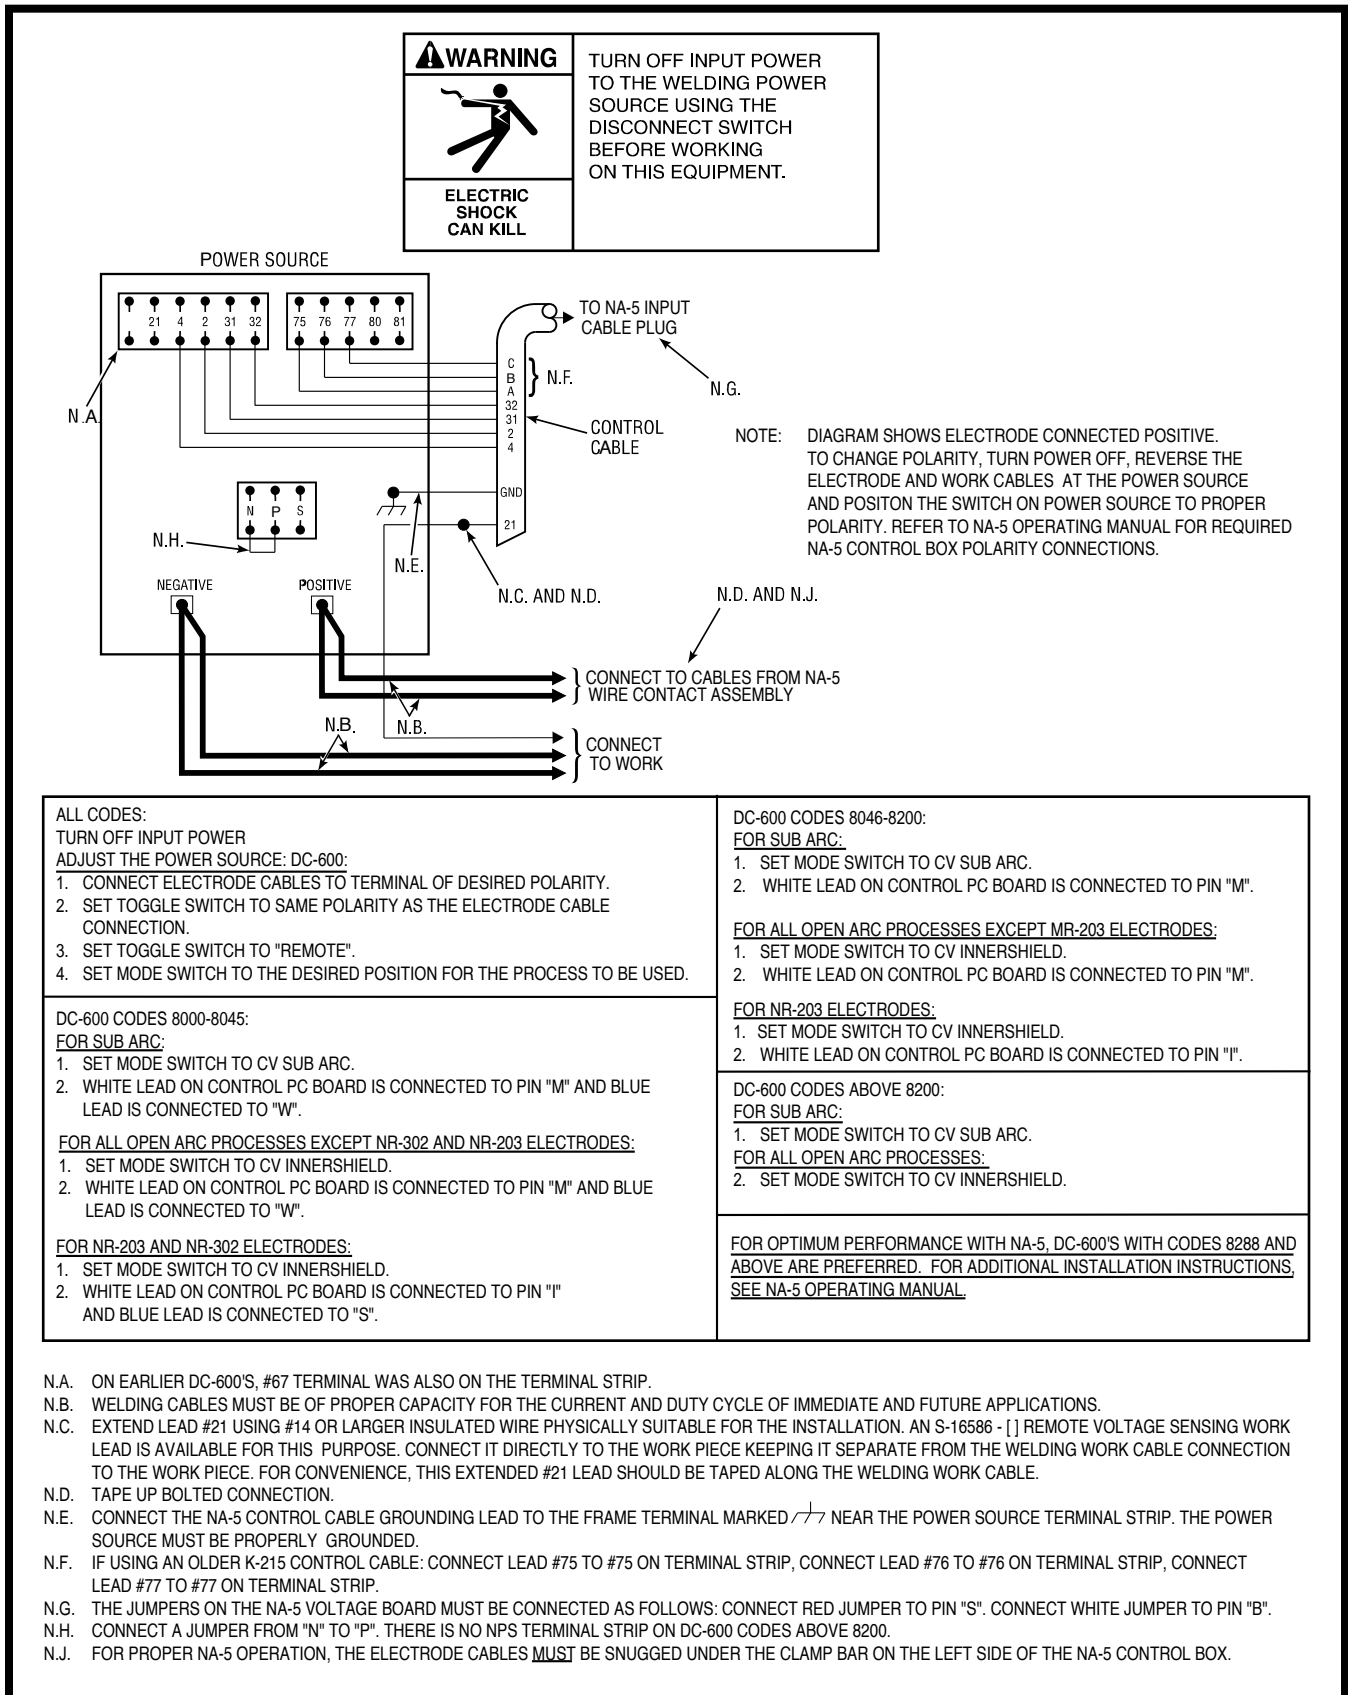 WARNING
ELECTRIC
SHOCK
CAN KILL
TURN OFF INPUT POWER
TO THE WELDING POWER
SOURCE USING THE
DISCONNECT SWITCH
BEFORE WORKING
ON THIS EQUIPMENT.
POWER SOURCE
21 4 2 31 32
75 76 77 80 81
N.A.
TO NA-5 INPUT
CABLE PLUG
N.G.
C
B
A
N.F.
32
31
2
4
CONTROL
CABLE
GND
21
N P S
N.H.
N.E.
N.C. AND N.D.
N.D. AND N.J.
NEGATIVE
POSITIVE
CONNECT TO CABLES FROM NA-5
WIRE CONTACT ASSEMBLY
N.B.
N.B.
CONNECT
TO WORK
NOTE: DIAGRAM SHOWS ELECTRODE CONNECTED POSITIVE.
TO CHANGE POLARITY, TURN POWER OFF, REVERSE THE
ELECTRODE AND WORK CABLES AT THE POWER SOURCE
AND POSITON THE SWITCH ON POWER SOURCE TO PROPER
POLARITY. REFER TO NA-5 OPERATING MANUAL FOR REQUIRED
NA-5 CONTROL BOX POLARITY CONNECTIONS.
ALL CODES:
TURN OFF INPUT POWER
ADJUST THE POWER SOURCE: DC-600:
1. CONNECT ELECTRODE CABLES TO TERMINAL OF DESIRED POLARITY.
2. SET TOGGLE SWITCH TO SAME POLARITY AS THE ELECTRODE CABLE
CONNECTION.
3. SET TOGGLE SWITCH TO "REMOTE".
4. SET MODE SWITCH TO THE DESIRED POSITION FOR THE PROCESS TO BE USED.
DC-600 CODES 8000-8045:
FOR SUB ARC:
1. SET MODE SWITCH TO CV SUB ARC.
2. WHITE LEAD ON CONTROL PC BOARD IS CONNECTED TO PIN "M" AND BLUE
LEAD IS CONNECTED TO "W".
FOR ALL OPEN ARC PROCESSES EXCEPT NR-302 AND NR-203 ELECTRODES:
1. SET MODE SWITCH TO CV INNERSHIELD.
2. WHITE LEAD ON CONTROL PC BOARD IS CONNECTED TO PIN "M" AND BLUE
LEAD IS CONNECTED TO "W".
FOR NR-203 AND NR-302 ELECTRODES:
1. SET MODE SWITCH TO CV INNERSHIELD.
2. WHITE LEAD ON CONTROL PC BOARD IS CONNECTED TO PIN "I"
AND BLUE LEAD IS CONNECTED TO "S".
DC-600 CODES 8046-8200:
FOR SUB ARC:
1. SET MODE SWITCH TO CV SUB ARC.
2. WHITE LEAD ON CONTROL PC BOARD IS CONNECTED TO PIN "M".
FOR ALL OPEN ARC PROCESSES EXCEPT MR-203 ELECTRODES:
1. SET MODE SWITCH TO CV INNERSHIELD.
2. WHITE LEAD ON CONTROL PC BOARD IS CONNECTED TO PIN "M".
FOR NR-203 ELECTRODES:
1. SET MODE SWITCH TO CV INNERSHIELD.
2. WHITE LEAD ON CONTROL PC BOARD IS CONNECTED TO PIN "I".
DC-600 CODES ABOVE 8200:
FOR SUB ARC:
1. SET MODE SWITCH TO CV SUB ARC.
FOR ALL OPEN ARC PROCESSES:
2. SET MODE SWITCH TO CV INNERSHIELD.
FOR OPTIMUM PERFORMANCE WITH NA-5, DC-600'S WITH CODES 8288 AND
ABOVE ARE PREFERRED. FOR ADDITIONAL INSTALLATION INSTRUCTIONS,
SEE NA-5 OPERATING MANUAL.
N.A. ON EARLIER DC-600'S, #67 TERMINAL WAS ALSO ON THE TERMINAL STRIP.
N.B. WELDING CABLES MUST BE OF PROPER CAPACITY FOR THE CURRENT AND DUTY CYCLE OF IMMEDIATE AND FUTURE APPLICATIONS.
N.C. EXTEND LEAD #21 USING #14 OR LARGER INSULATED WIRE PHYSICALLY SUITABLE FOR THE INSTALLATION. AN S-16586 - [ ] REMOTE VOLTAGE SENSING WORK
LEAD IS AVAILABLE FOR THIS PURPOSE. CONNECT IT DIRECTLY TO THE WORK PIECE KEEPING IT SEPARATE FROM THE WELDING WORK CABLE CONNECTION
TO THE WORK PIECE. FOR CONVENIENCE, THIS EXTENDED #21 LEAD SHOULD BE TAPED ALONG THE WELDING WORK CABLE.
N.D. TAPE UP BOLTED CONNECTION.
N.E. CONNECT THE NA-5 CONTROL CABLE GROUNDING LEAD TO THE FRAME TERMINAL MARKED NEAR THE POWER SOURCE TERMINAL STRIP. THE POWER
SOURCE MUST BE PROPERLY GROUNDED.
N.F. IF USING AN OLDER K-215 CONTROL CABLE: CONNECT LEAD #75 TO #75 ON TERMINAL STRIP, CONNECT LEAD #76 TO #76 ON TERMINAL STRIP, CONNECT
LEAD #77 TO #77 ON TERMINAL STRIP.
N.G. THE JUMPERS ON THE NA-5 VOLTAGE BOARD MUST BE CONNECTED AS FOLLOWS: CONNECT RED JUMPER TO PIN "S". CONNECT WHITE JUMPER TO PIN "B".
N.H. CONNECT A JUMPER FROM "N" TO "P". THERE IS NO NPS TERMINAL STRIP ON DC-600 CODES ABOVE 8200.
N.J. FOR PROPER NA-5 OPERATION, THE ELECTRODE CABLES MUST BE SNUGGED UNDER THE CLAMP BAR ON THE LEFT SIDE OF THE NA-5 CONTROL BOX.